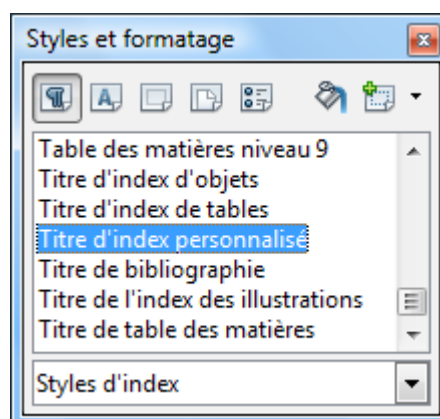 Styles et formatage
Table des matières niveau 9
Titre d'index d'objets
Titre d'index de tables
Titre d'index personnalisé
Titre de bibliographie
Titre de l'index des illustrations
Titre de table des matières
Styles d'index